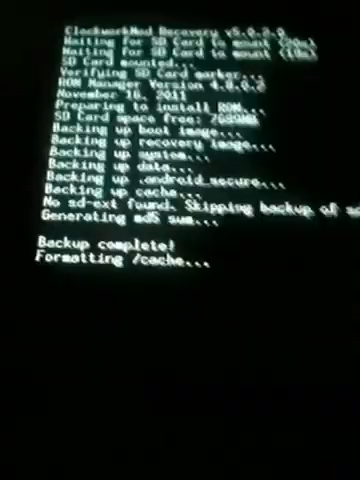 ClockworkMod Recovery v5.0.2.0
Waiting for SD Card to mount (20s)
Waiting for SD Card to mount (19s)
SD Card mounted...
Verifying SD Card marker...
ROM Manager Version 4.8.0.2
November 16, 2011
Preparing to install ROM...
SD Card space free: 7689MB
Backing up boot image...
Backing up recovery image...
Backing up system...
Backing up data...
Backing up .android_secure...
Backing up cache...
No sd-ext found. Skipping backup of
Generating md5 sum...
Backup complete!
Formatting /cache...